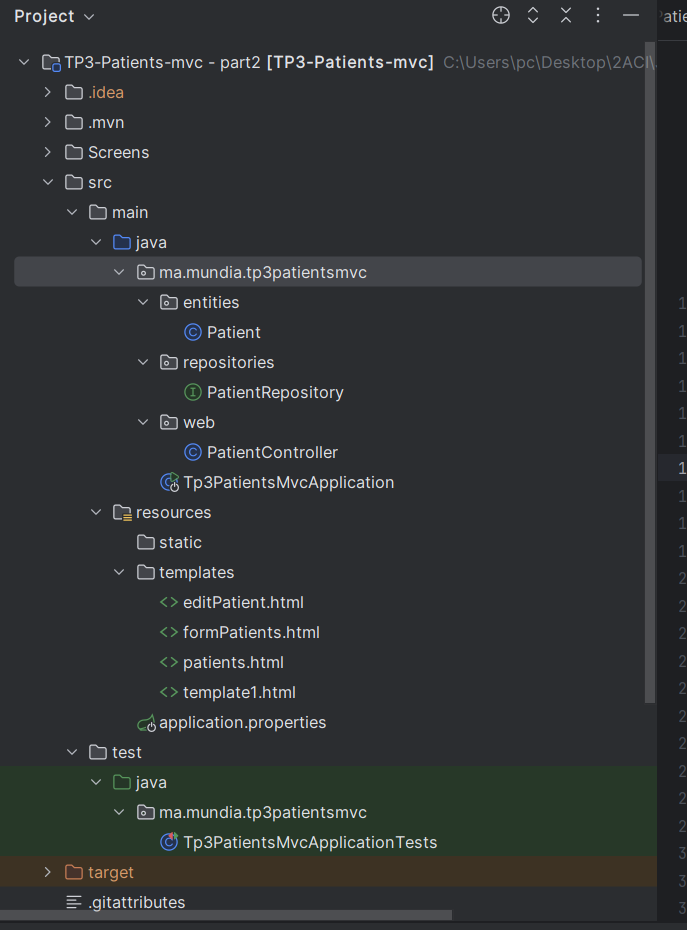 Project
TP3-Patients-mvc - part2 [TP3-Patients-mvc] C:\Users\pc\Desktop\2ACI\
.idea
.mvn
Screens
src
main
java
ma.mundia.tp3patientsmvc
entities
C Patient
repositories
I PatientRepository
web
C PatientController
Tp3PatientsMvcApplication
resources
static
templates
<> editPatient.html
<> formPatients.html
<> patients.html
<> template1.html
application.properties
test
java
ma.mundia.tp3patientsmvc
Tp3PatientsMvcApplicationTests
target
.gitattributes